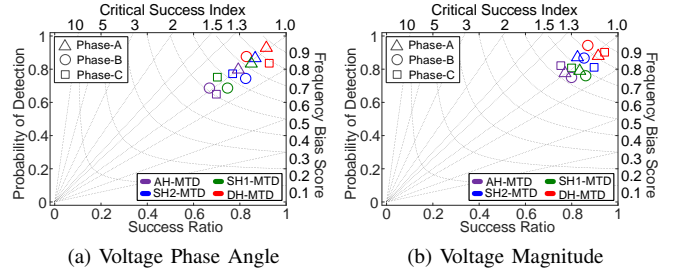 Critical Success Index
10 5 3 2 1.5 1.3 1.0
Probability of Detection
1
0.8
0.6
0.4
0.2
0
Phase-A
Phase-B
Phase-C
AH-MTD SH1-MTD
SH2-MTD DH-MTD
0.9
0.8
0.7
0.6
0.5
0.4
0.3
0.2
0.1
Frequency Bias Score
0 0.2 0.4 0.6 0.8 1
Success Ratio
(a) Voltage Phase Angle
Critical Success Index
10 5 3 2 1.5 1.3 1.0
Probability of Detection
1
0.8
0.6
0.4
0.2
0
Phase-A
Phase-B
Phase-C
AH-MTD SH1-MTD
SH2-MTD DH-MTD
0.9
0.8
0.7
0.6
0.5
0.4
0.3
0.2
0.1
Frequency Bias Score
0 0.2 0.4 0.6 0.8 1
Success Ratio
(b) Voltage Magnitude